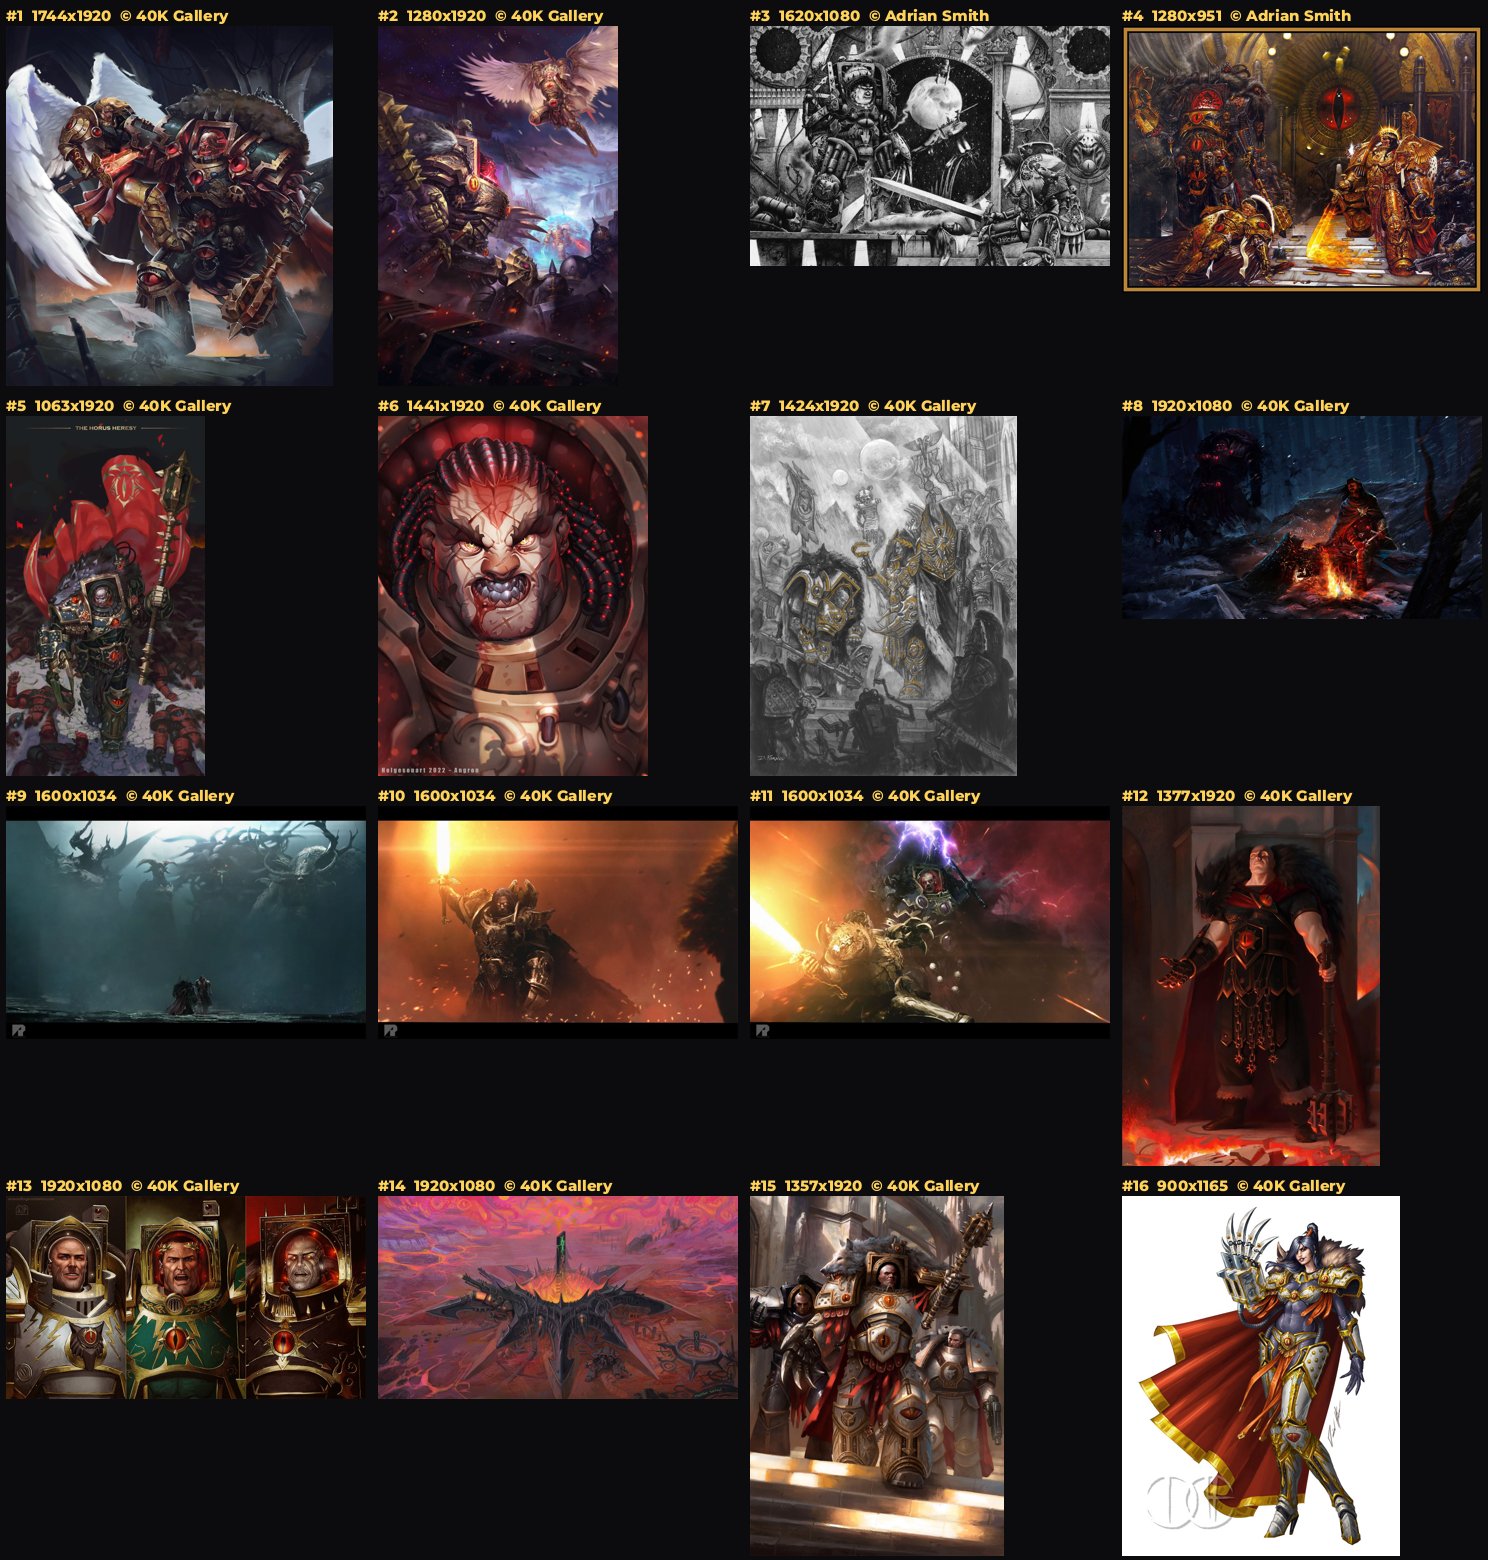 #1 1744x1920 © 40K Gallery
#2 1280x1920 © 40K Gallery
#3 1620x1080 © Adrian Smith
#4 1280x951 © Adrian Smith
#5 1063x1920 © 40K Gallery
#6 1441x1920 © 40K Gallery
#7 1424x1920 © 40K Gallery
#8 1920x1080 © 40K Gallery
THE HORUS HERESY
Helgesouart 2022 - Angron
#9 1600x1034 © 40K Gallery
#10 1600x1034 © 40K Gallery
#11 1600x1034 © 40K Gallery
#12 1377x1920 © 40K Gallery
#13 1920x1080 © 40K Gallery
#14 1920x1080 © 40K Gallery
#15 1357x1920 © 40K Gallery
#16 900x1165 © 40K Gallery